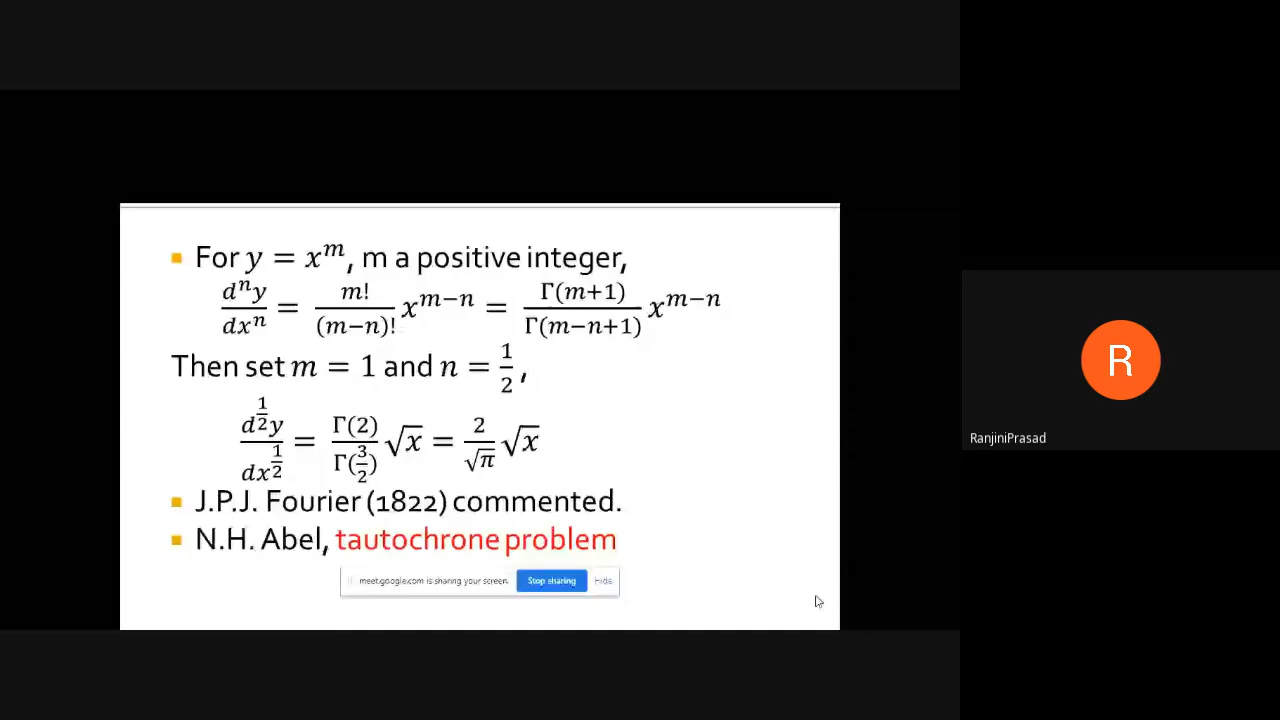 For y = x^m, m a positive integer,
d^n y / dx^n = m! / (m−n)! x^{m−n} = Γ(m+1) / Γ(m−n+1) x^{m−n}
Then set m = 1 and n = 1/2,
d^{1/2} y / dx^{1/2} = Γ(2) / Γ(3/2) √x = 2/√π √x
J.P.J. Fourier (1822) commented.
N.H. Abel, tautochrone problem
meet.google.com is sharing your screen. Stop sharing Hide
R
RanjiniPrasad